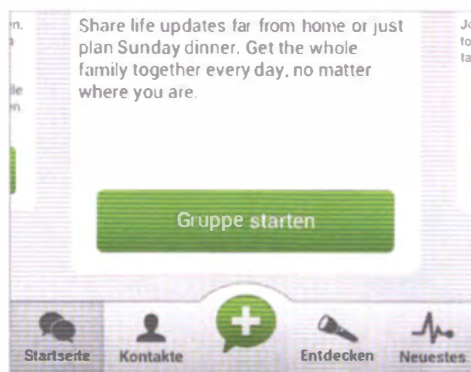 Share life updates far from home or just
plan Sunday dinner. Get the whole
family together every day, no matter
where you are.
Gruppe starten
Startseite
Kontakte
Entdecken
Neuestes